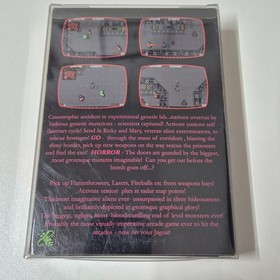 Catastrophic accident in experimental genetic lab...stations overrun by
hideous genetic mutations - scientists captured! Activate stations self
destruct cycle! Send in Ricky and Mary, veteran alien exterminators, to
rescue hostages! GO - through the maze of corridors , blasting the
slimy hordes, pick up new weapons on the way rescue the prisoners
and find the exit! HORROR - The doors are guarded by the biggest,
most grotesque mutants imaginable! Can you get out before the
bomb goes off..?
Pick up Flamethrowers, Lasers, Fireballs etc from weapons bays!
Activate station plan at radar map points!
The most imaginative aliens ever- unsurpassed in slimy hideousness
and brilliantly depicted in grotesque graphical glory!
The biggest, ugliest, most bloodthirsting end of level monsters ever!
Probably the most visually impressive arcade game ever to hit the
arcades - now on your Jaguar